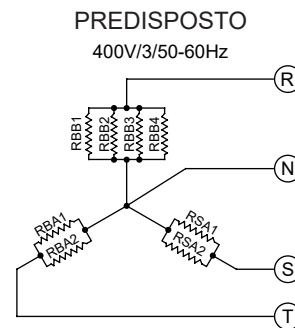 PREDISPOSTO
400V/3/50-60Hz
R
RBB1
RBB2
RBB3
RBB4
N
RBA1
RBA2
RSA1
RSA2
S
T